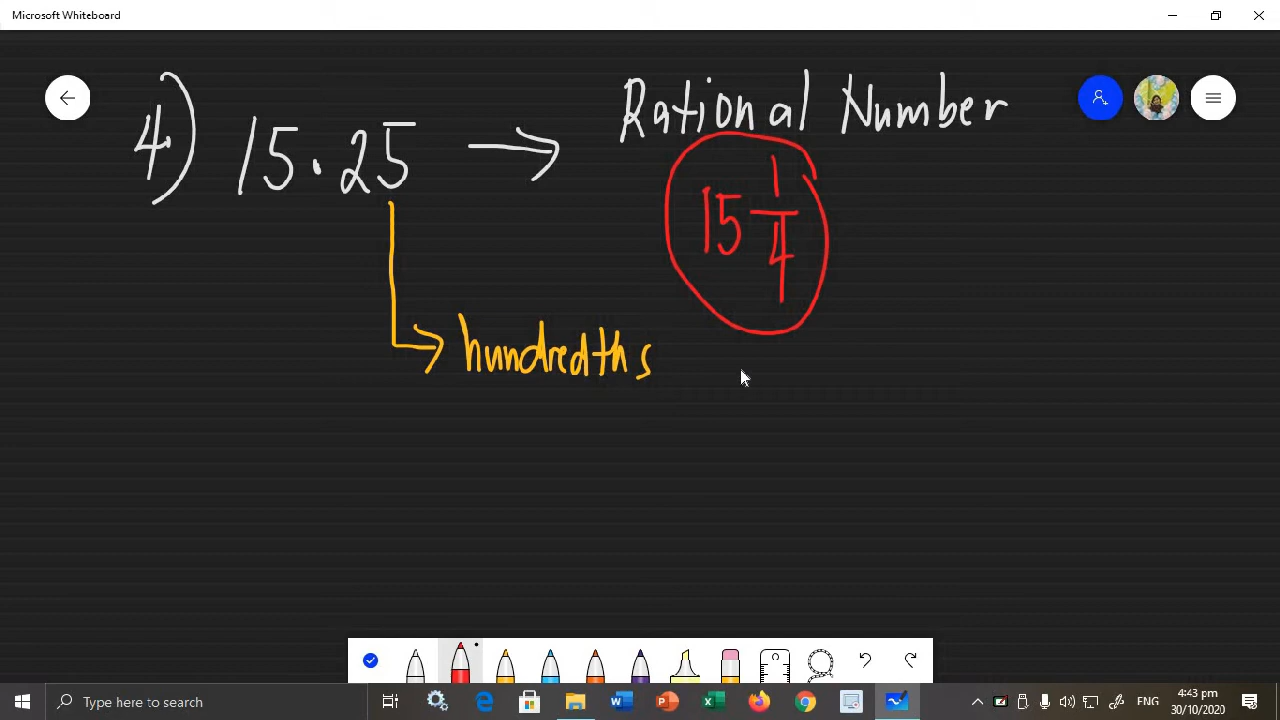 Microsoft Whiteboard
4) 15.25 → Rational Number
15 1/4
hundredths
Type here to search
ENG
4:43 pm
30/10/2020